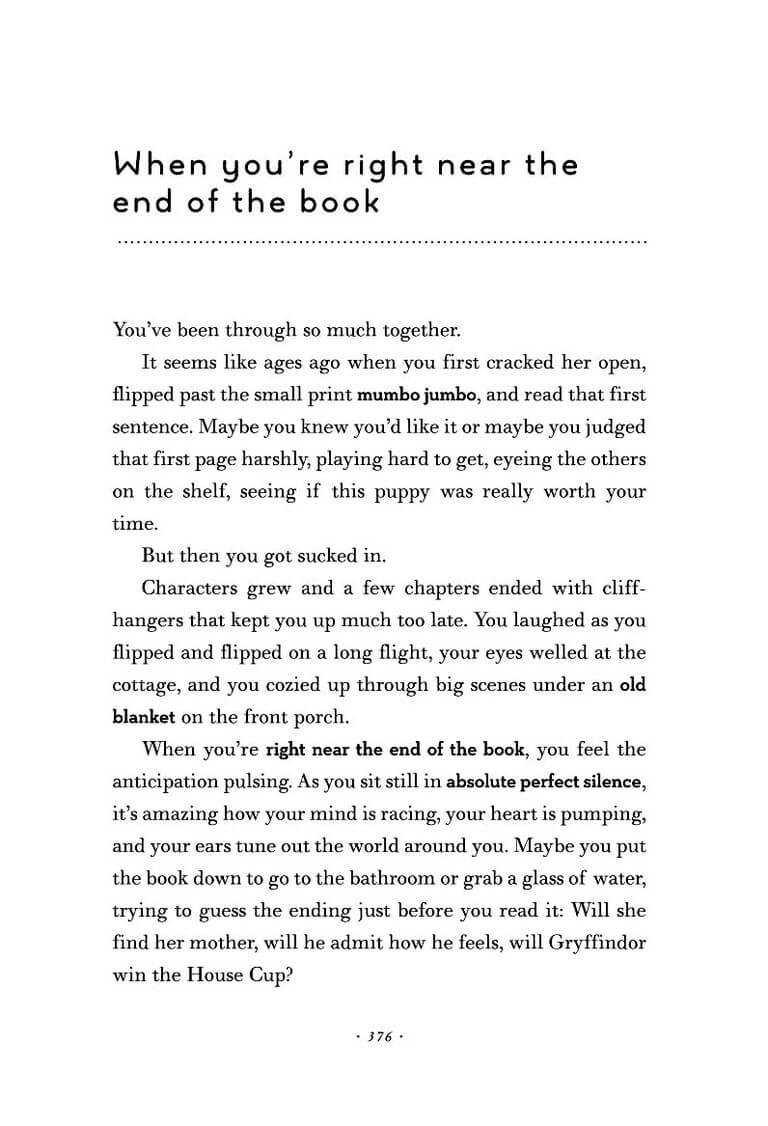 When you’re right near the
end of the book
You’ve been through so much together.
It seems like ages ago when you first cracked her open,
flipped past the small print mumbo jumbo, and read that first
sentence. Maybe you knew you’d like it or maybe you judged
that first page harshly, playing hard to get, eyeing the others
on the shelf, seeing if this puppy was really worth your
time.
But then you got sucked in.
Characters grew and a few chapters ended with cliff-
hangers that kept you up much too late. You laughed as you
flipped and flipped on a long flight, your eyes welled at the
cottage, and you cozied up through big scenes under an old
blanket on the front porch.
When you’re right near the end of the book, you feel the
anticipation pulsing. As you sit still in absolute perfect silence,
it’s amazing how your mind is racing, your heart is pumping,
and your ears tune out the world around you. Maybe you put
the book down to go to the bathroom or grab a glass of water,
trying to guess the ending just before you read it: Will she
find her mother, will he admit how he feels, will Gryffindor
win the House Cup?
· 376 ·